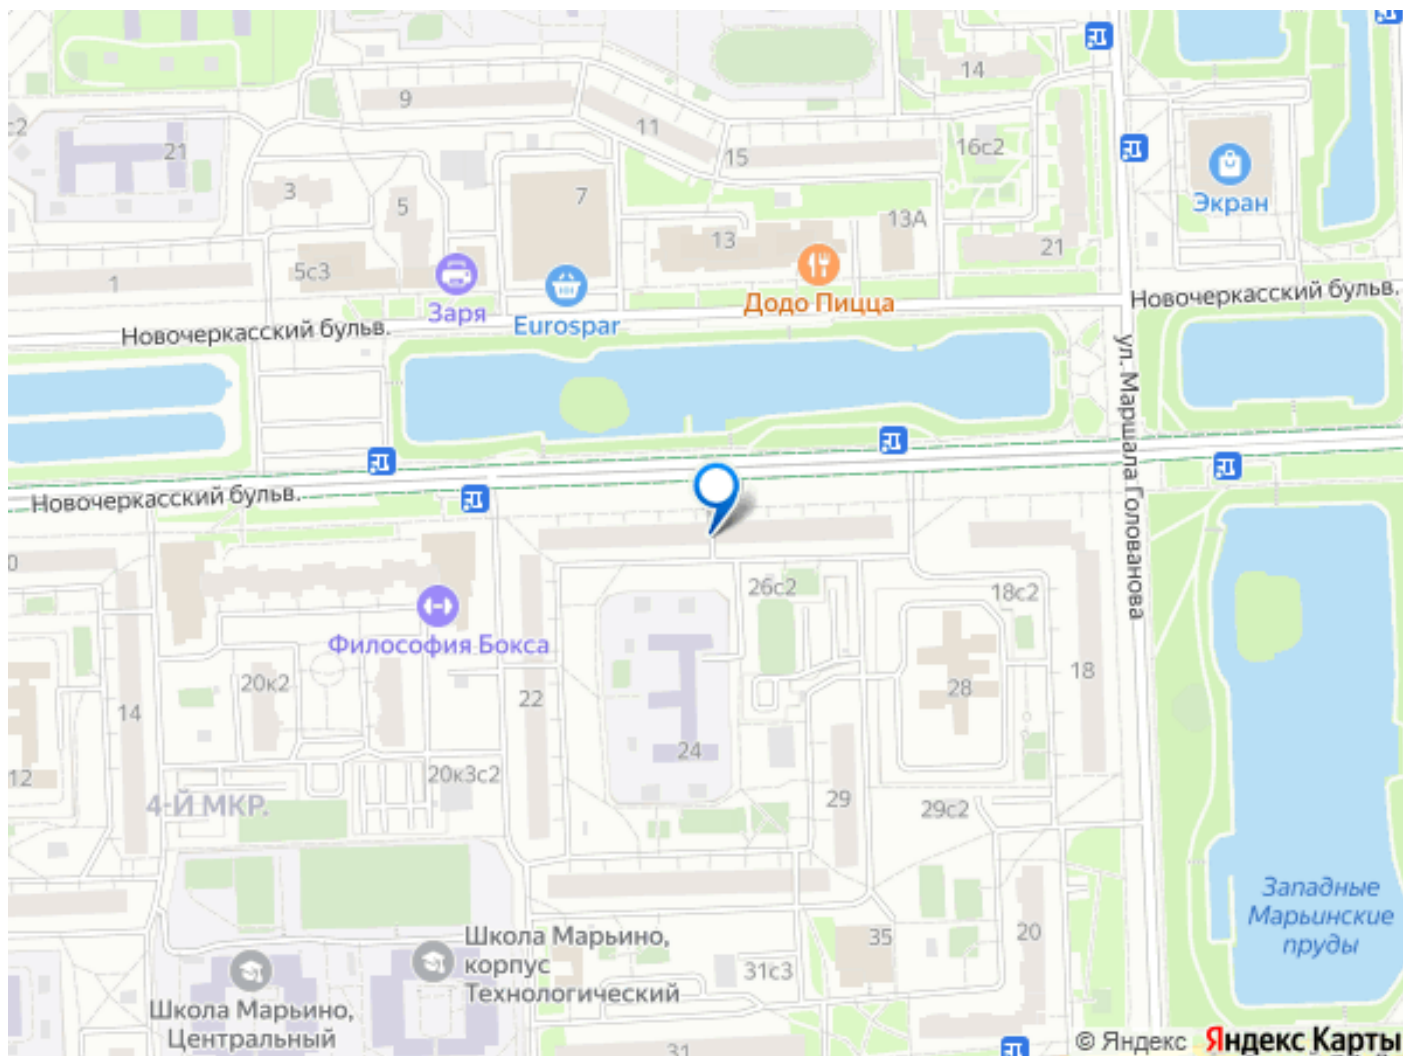 14
9
с2
11
16с2
21
15
3
7
5
Экран
13А
13
21
5с3
1
Новочеркасский бульв.
Додо Пицца
Заря
Eurospar
Новочеркасский бульв.
ул. Маршала Голованова
Новочеркасский бульв.
0
26с2
18с2
Философия Бокса
18
20к2
28
22
14
24
12
20к3с2
4-Й МКР.
29
29с2
Западные
Марьинские
пруды
Школа Марьино,
корпус
Технологический
35
20
31с3
Школа Марьино,
Центральный
31
© Яндекс Яндекс Карты